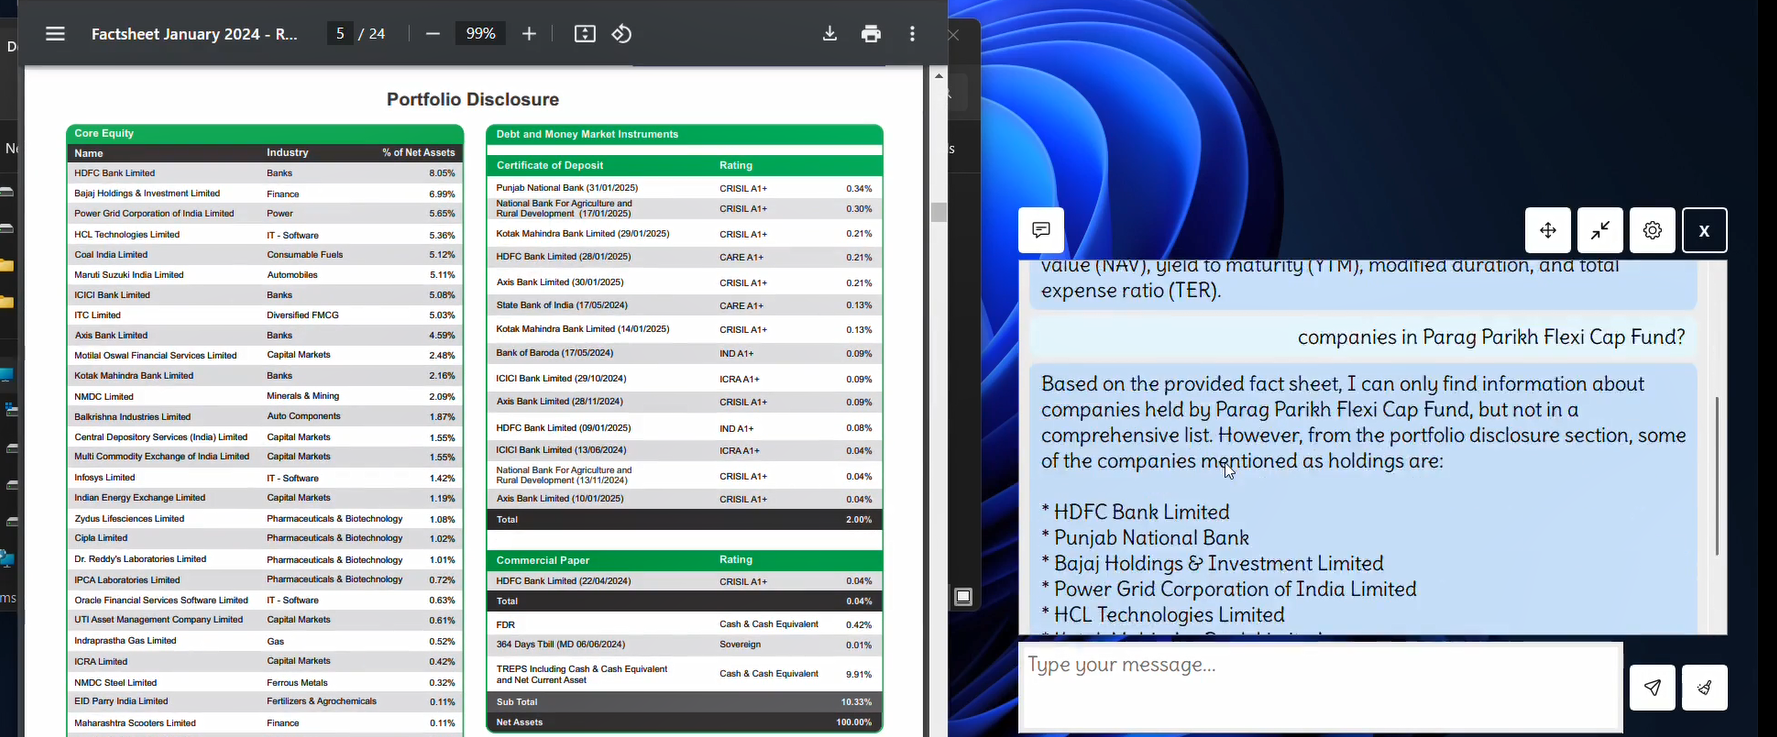 Factsheet January 2024 - R... 5 / 24 99%
Portfolio Disclosure
Core Equity
Name Industry % of Net Assets
HDFC Bank Limited Banks 8.05%
Bajaj Holdings & Investment Limited Finance 6.99%
Power Grid Corporation of India Limited Power 5.65%
HCL Technologies Limited IT - Software 5.36%
Coal India Limited Consumable Fuels 5.12%
Maruti Suzuki India Limited Automobiles 5.11%
ICICI Bank Limited Banks 5.08%
ITC Limited Diversified FMCG 5.03%
Axis Bank Limited Banks 4.59%
Motilal Oswal Financial Services Limited Capital Markets 2.48%
Kotak Mahindra Bank Limited Banks 2.16%
NMDC Limited Minerals & Mining 2.09%
Balkrishna Industries Limited Auto Components 1.87%
Central Depository Services (India) Limited Capital Markets 1.55%
Multi Commodity Exchange of India Limited Capital Markets 1.55%
Infosys Limited IT - Software 1.42%
Indian Energy Exchange Limited Capital Markets 1.19%
Zydus Lifesciences Limited Pharmaceuticals & Biotechnology 1.08%
Cipla Limited Pharmaceuticals & Biotechnology 1.02%
Dr. Reddy's Laboratories Limited Pharmaceuticals & Biotechnology 1.01%
IPCA Laboratories Limited Pharmaceuticals & Biotechnology 0.72%
Oracle Financial Services Software Limited IT - Software 0.63%
UTI Asset Management Company Limited Capital Markets 0.61%
Indraprastha Gas Limited Gas 0.52%
ICRA Limited Capital Markets 0.42%
NMDC Steel Limited Ferrous Metals 0.32%
EID Parry India Limited Fertilizers & Agrochemicals 0.11%
Maharashtra Scooters Limited Finance 0.11%
Debt and Money Market Instruments
Certificate of Deposit Rating
Punjab National Bank (31/01/2025) CRISIL A1+ 0.34%
National Bank For Agriculture and
Rural Development (17/01/2025) CRISIL A1+ 0.30%
Kotak Mahindra Bank Limited (29/01/2025) CRISIL A1+ 0.21%
HDFC Bank Limited (28/01/2025) CARE A1+ 0.21%
Axis Bank Limited (30/01/2025) CRISIL A1+ 0.21%
State Bank of India (17/05/2024) CARE A1+ 0.13%
Kotak Mahindra Bank Limited (14/01/2025) CRISIL A1+ 0.13%
Bank of Baroda (17/05/2024) IND A1+ 0.09%
ICICI Bank Limited (29/10/2024) ICRA A1+ 0.09%
Axis Bank Limited (28/11/2024) CRISIL A1+ 0.09%
HDFC Bank Limited (09/01/2025) IND A1+ 0.08%
ICICI Bank Limited (13/06/2024) ICRA A1+ 0.04%
National Bank For Agriculture and
Rural Development (13/11/2024) CRISIL A1+ 0.04%
Axis Bank Limited (10/01/2025) CRISIL A1+ 0.04%
Total 2.00%
Commercial Paper Rating
HDFC Bank Limited (22/04/2024) CRISIL A1+ 0.04%
Total 0.04%
FDR Cash & Cash Equivalent 0.42%
364 Days Tbill (MD 06/06/2024) Sovereign 0.01%
TREPS Including Cash & Cash Equivalent
and Net Current Asset Cash & Cash Equivalent 9.91%
Sub Total 10.33%
Net Assets 100.00%
X
value (NAV), yield to maturity (YTM), modified duration, and total
expense ratio (TER).
companies in Parag Parikh Flexi Cap Fund?
Based on the provided fact sheet, I can only find information about
companies held by Parag Parikh Flexi Cap Fund, but not in a
comprehensive list. However, from the portfolio disclosure section, some
of the companies mentioned as holdings are:
* HDFC Bank Limited
* Punjab National Bank
* Bajaj Holdings & Investment Limited
* Power Grid Corporation of India Limited
* HCL Technologies Limited
Type your message...